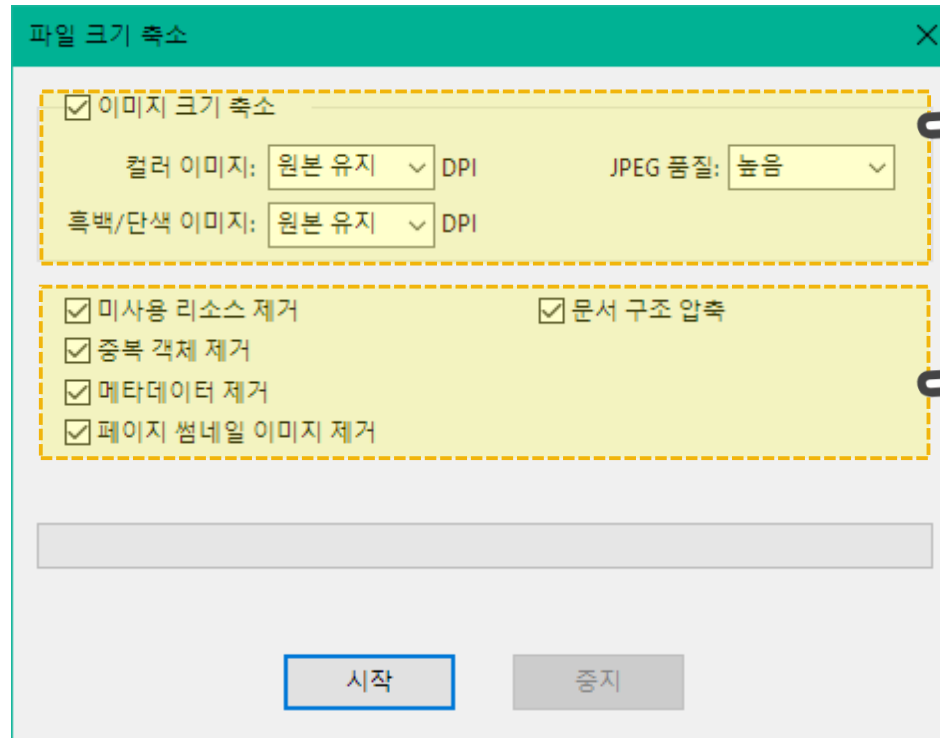 파일 크기 축소
이미지 크기 축소
컬러 이미지: 원본 유지 DPI JPEG 품질: 높음
흑백/단색 이미지: 원본 유지 DPI
미사용 리소스 제거 문서 구조 압축
중복 객체 제거
메타데이터 제거
페이지 썸네일 이미지 제거
시작 중지